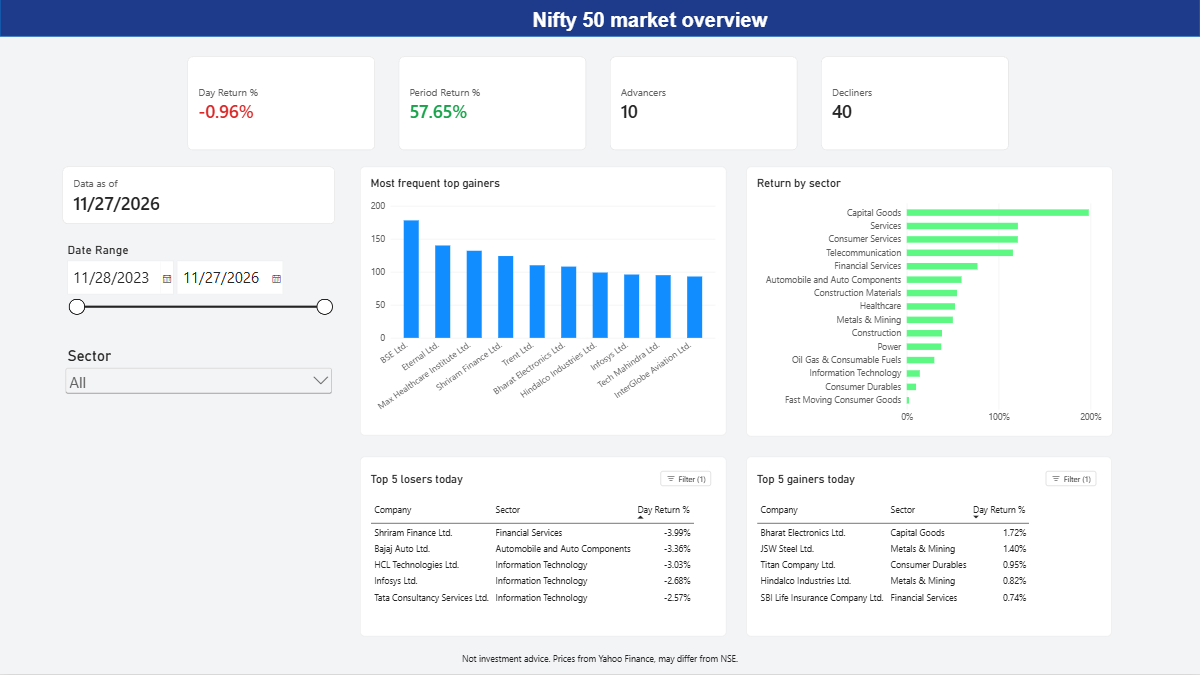 Nifty 50 market overview
Day Return %
-0.96%
Period Return %
57.65%
Advancers
10
Decliners
40
Data as of
11/27/2026
Date Range
11/28/2023 11/27/2026
Sector
All
Most frequent top gainers
200
150
100
50
0
BSE Ltd.
Eternal Ltd.
Max Healthcare Institute Ltd.
Shriram Finance Ltd.
Trent Ltd.
Bharat Electronics Ltd.
Hindalco Industries Ltd.
Infosys Ltd.
Tech Mahindra Ltd.
InterGlobe Aviation Ltd.
Return by sector
Capital Goods
Services
Consumer Services
Telecommunication
Financial Services
Automobile and Auto Components
Construction Materials
Healthcare
Metals & Mining
Construction
Power
Oil Gas & Consumable Fuels
Information Technology
Consumer Durables
Fast Moving Consumer Goods
0% 100% 200%
Top 5 losers today
Filter (1)
Company Sector Day Return %
Shriram Finance Ltd. Financial Services -3.99%
Bajaj Auto Ltd. Automobile and Auto Components -3.36%
HCL Technologies Ltd. Information Technology -3.03%
Infosys Ltd. Information Technology -2.68%
Tata Consultancy Services Ltd. Information Technology -2.57%
Top 5 gainers today
Filter (1)
Company Sector Day Return %
Bharat Electronics Ltd. Capital Goods 1.72%
JSW Steel Ltd. Metals & Mining 1.40%
Titan Company Ltd. Consumer Durables 0.95%
Hindalco Industries Ltd. Metals & Mining 0.82%
SBI Life Insurance Company Ltd. Financial Services 0.74%
Not investment advice. Prices from Yahoo Finance, may differ from NSE.